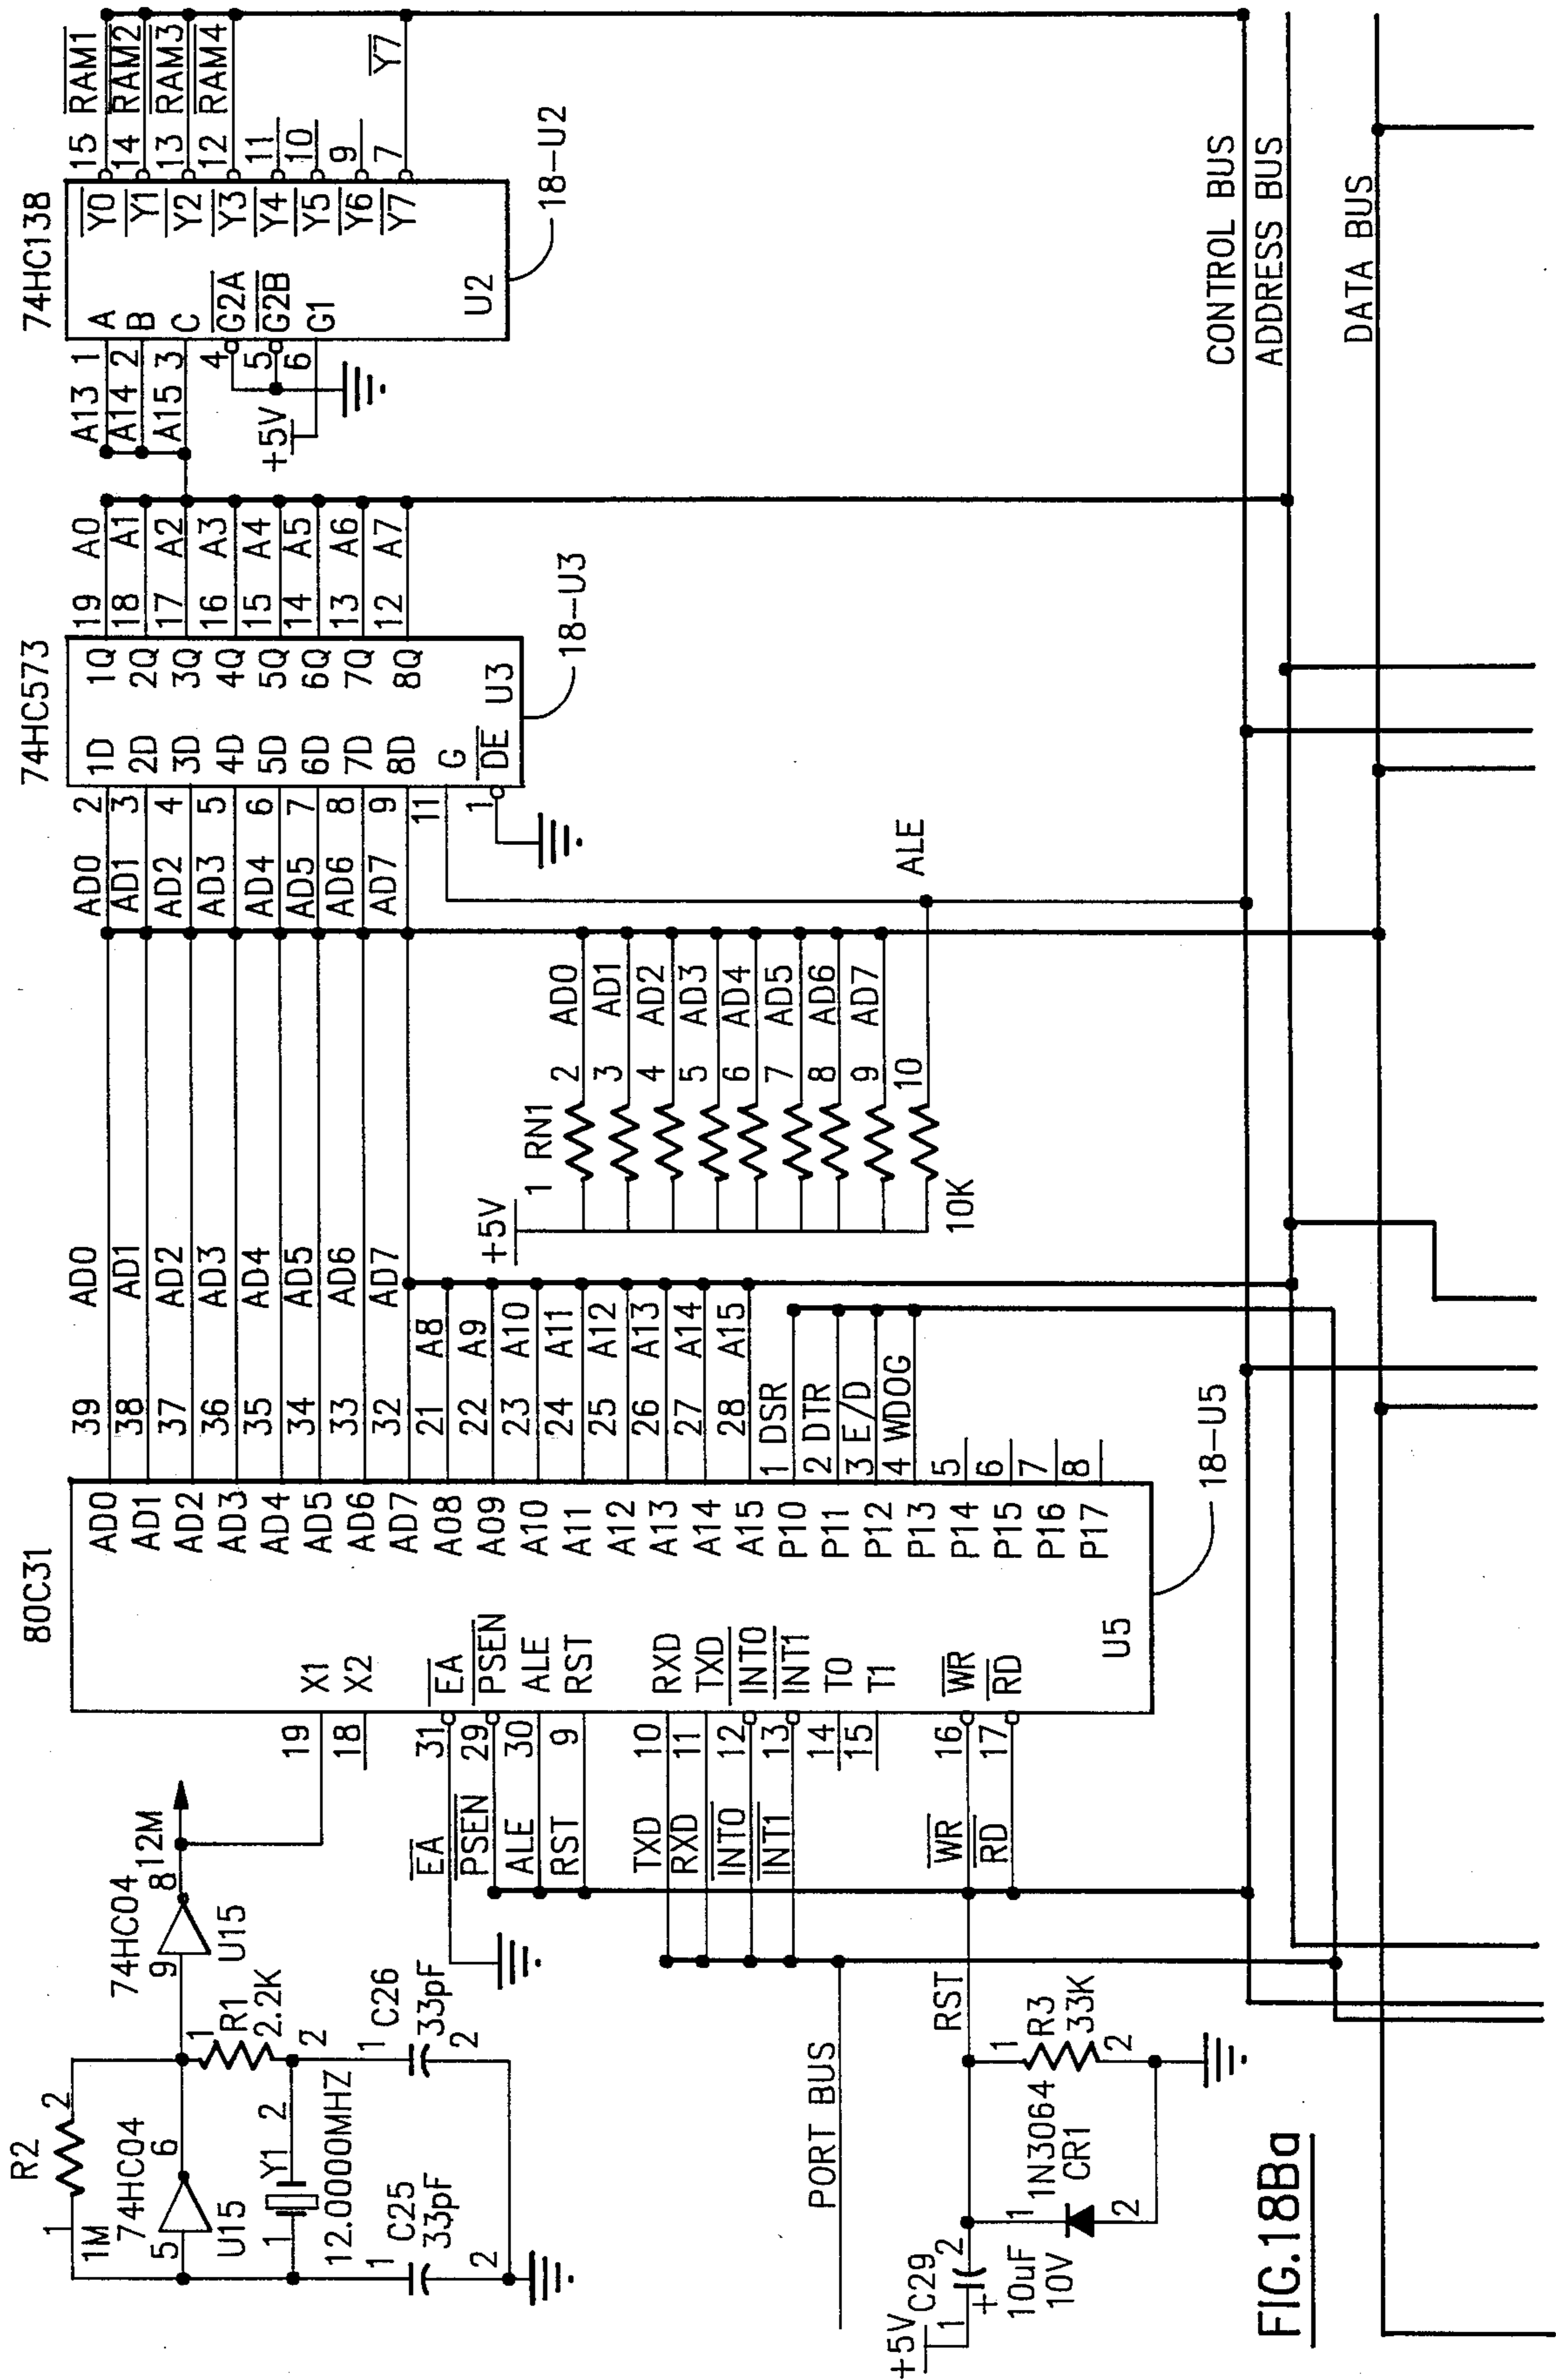 R2
1
2
1M
74HC04
5
6
U15
1
Y1
2
12.0000MHZ
C25
33pF
1
2
R1
2.2K
1
2
C26
33pF
1
2
74HC04
9
8
12M
U15
80C31
19 X1
18 X2
EA 31 EA
PSEN 29 PSEN
ALE 30 ALE
RST 9 RST
TXD 10 RXD
RXD 11 TXD
INT0 12 INT0
INT1 13 INT1
14 T0
15 T1
WR 16 WR
RD 17 RD
U5
AD0 39 AD0
AD1 38 AD1
AD2 37 AD2
AD3 36 AD3
AD4 35 AD4
AD5 34 AD5
AD6 33 AD6
AD7 32 AD7
A08 21 A8
A09 22 A9
A10 23 A10
A11 24 A11
A12 25 A12
A13 26 A13
A14 27 A14
A15 28 A15
P10 1 DSR
P11 2 DTR
P12 3 E/D
P13 4 WDOG
P14 5
P15 6
P16 7
P17 8
18-U5
PORT BUS
+5V
C29
1
2
+
10uF
10V
RST
1
1N3064
CR1
2
1
R3
33K
2
+5V
1 RN1
2 AD0
3 AD1
4 AD2
5 AD3
6 AD4
7 AD5
8 AD6
9 AD7
10
10K
ALE
74HC573
AD0 2 1D 1Q 19 A0
AD1 3 2D 2Q 18 A1
AD2 4 3D 3Q 17 A2
AD3 5 4D 4Q 16 A3
AD4 6 5D 5Q 15 A4
AD5 7 6D 6Q 14 A5
AD6 8 7D 7Q 13 A6
AD7 9 8D 8Q 12 A7
11 G
1 DE
U3
18-U3
74HC138
A13 1 A Y0 15 RAM1
A14 2 B Y1 14 RAM2
A15 3 C Y2 13 RAM3
Y3 12 RAM4
4 G2A Y4 11
5 G2B Y5 10
+5V 6 G1 Y6 9
Y7 7 Y7
U2
18-U2
CONTROL BUS
ADDRESS BUS
DATA BUS
FIG.18Ba